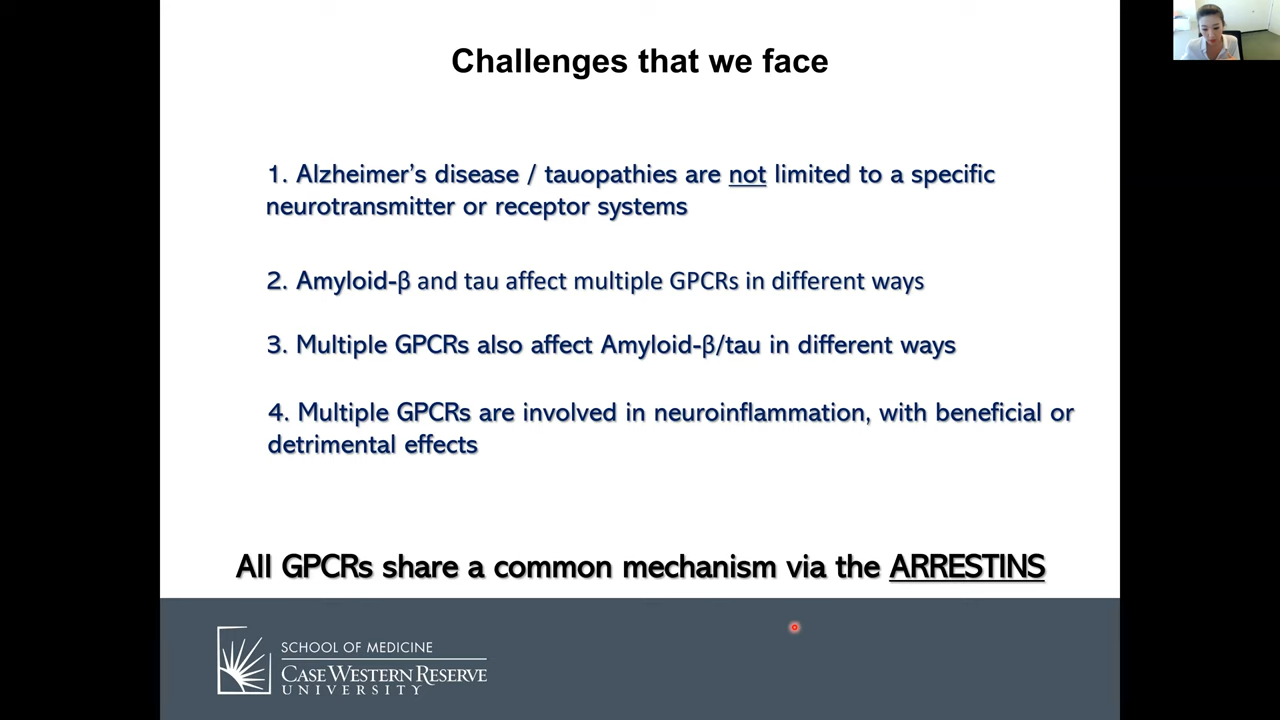 Challenges that we face
1. Alzheimer’s disease / tauopathies are not limited to a specific
neurotransmitter or receptor systems
2. Amyloid-β and tau affect multiple GPCRs in different ways
3. Multiple GPCRs also affect Amyloid-β/tau in different ways
4. Multiple GPCRs are involved in neuroinflammation, with beneficial or
detrimental effects
All GPCRs share a common mechanism via the ARRESTINS
SCHOOL OF MEDICINE
CASE WESTERN RESERVE
UNIVERSITY